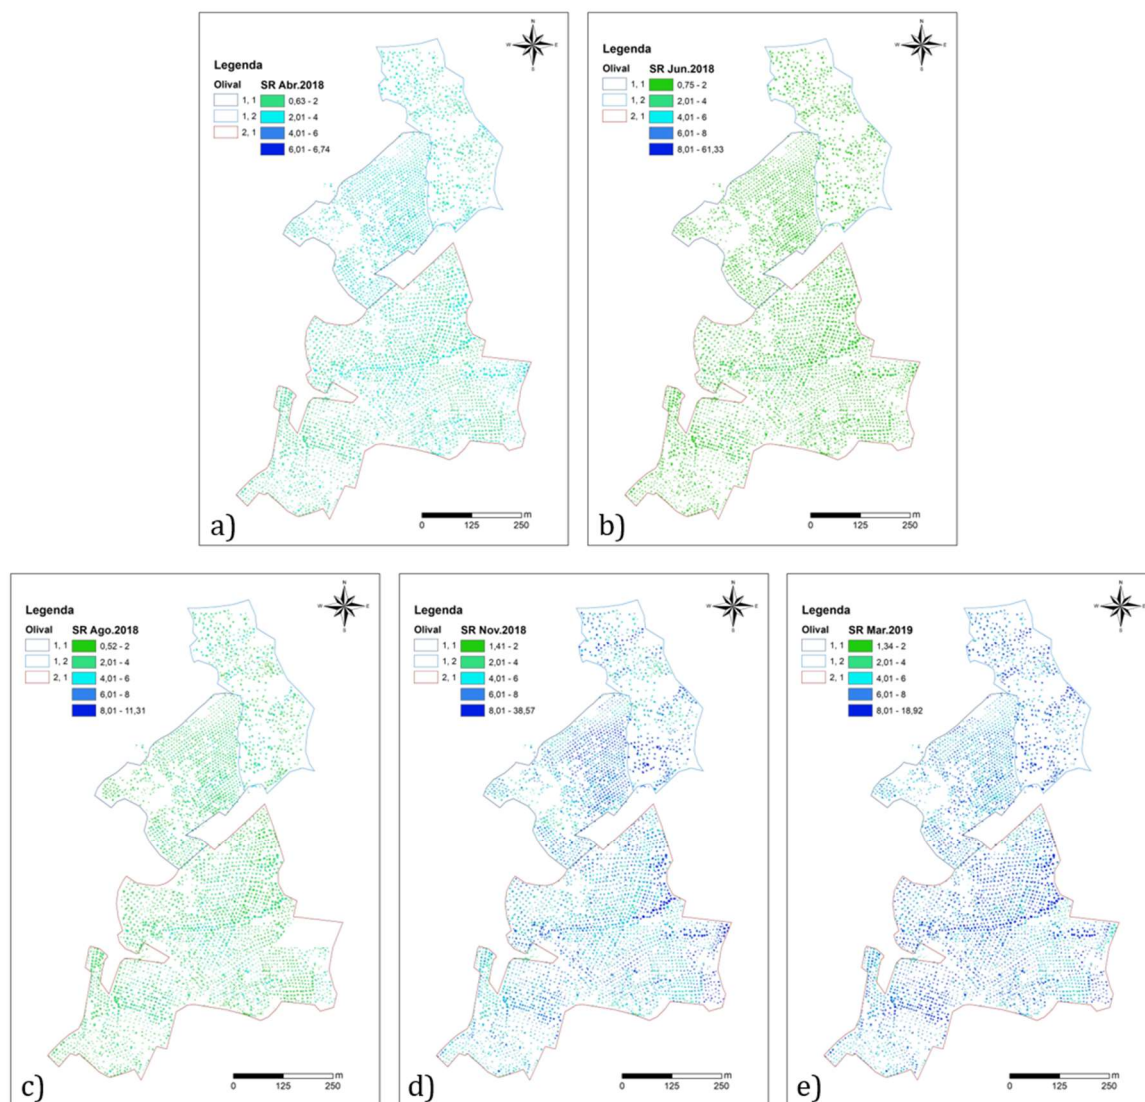 N
W E
S
Legenda
Olival SR Abr.2018
1, 1 0,63 - 2
1, 2 2,01 - 4
2, 1 4,01 - 6
6,01 - 6,74
m
0 125 250
a)
N
W E
S
Legenda
Olival SR Jun.2018
1, 1 0,75 - 2
1, 2 2,01 - 4
2, 1 4,01 - 6
6,01 - 8
8,01 - 61,33
m
0 125 250
b)
N
W E
S
Legenda
Olival SR Ago.2018
1, 1 0,52 - 2
1, 2 2,01 - 4
2, 1 4,01 - 6
6,01 - 8
8,01 - 11,31
m
0 125 250
c)
N
W E
S
Legenda
Olival SR Nov.2018
1, 1 1,41 - 2
1, 2 2,01 - 4
2, 1 4,01 - 6
6,01 - 8
8,01 - 38,57
m
0 125 250
d)
N
W E
S
Legenda
Olival SR Mar.2019
1, 1 1,34 - 2
1, 2 2,01 - 4
2, 1 4,01 - 6
6,01 - 8
8,01 - 18,92
m
0 125 250
e)